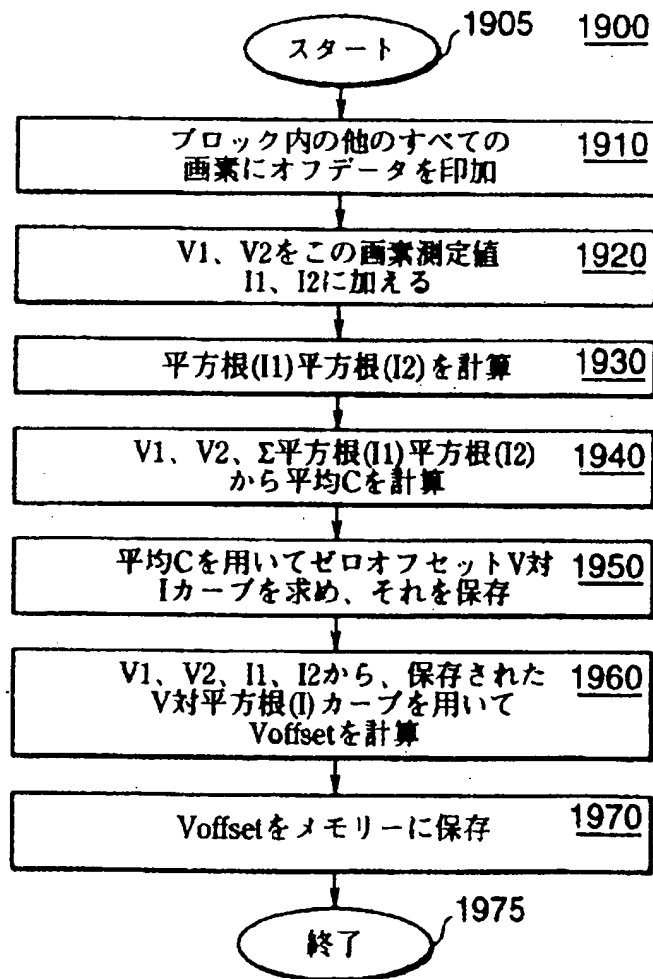 スタート
1905
1900
ブロック内の他のすべての
画素にオフデータを印加
1910
V1、V2をこの画素測定値
I1、I2に加える
1920
平方根(I1)平方根(I2)を計算
1930
V1、V2、Σ平方根(I1)平方根(I2)
から平均Cを計算
1940
平均Cを用いてゼロオフセットV対
Iカーブを求め、それを保存
1950
V1、V2、I1、I2から、保存された
V対平方根(I)カーブを用いて
Voffsetを計算
1960
Voffsetをメモリーに保存
1970
1975
終了